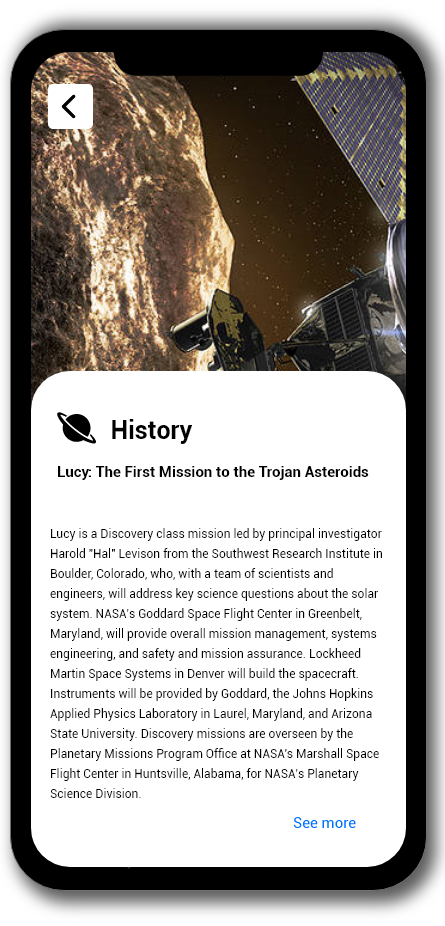 History
Lucy: The First Mission to the Trojan Asteroids
Lucy is a Discovery class mission led by principal investigator
Harold "Hal" Levison from the Southwest Research Institute in
Boulder, Colorado, who, with a team of scientists and
engineers, will address key science questions about the solar
system. NASA's Goddard Space Flight Center in Greenbelt,
Maryland, will provide overall mission management, systems
engineering, and safety and mission assurance. Lockheed
Martin Space Systems in Denver will build the spacecraft.
Instruments will be provided by Goddard, the Johns Hopkins
Applied Physics Laboratory in Laurel, Maryland, and Arizona
State University. Discovery missions are overseen by the
Planetary Missions Program Office at NASA's Marshall Space
Flight Center in Huntsville, Alabama, for NASA's Planetary
Science Division.
See more